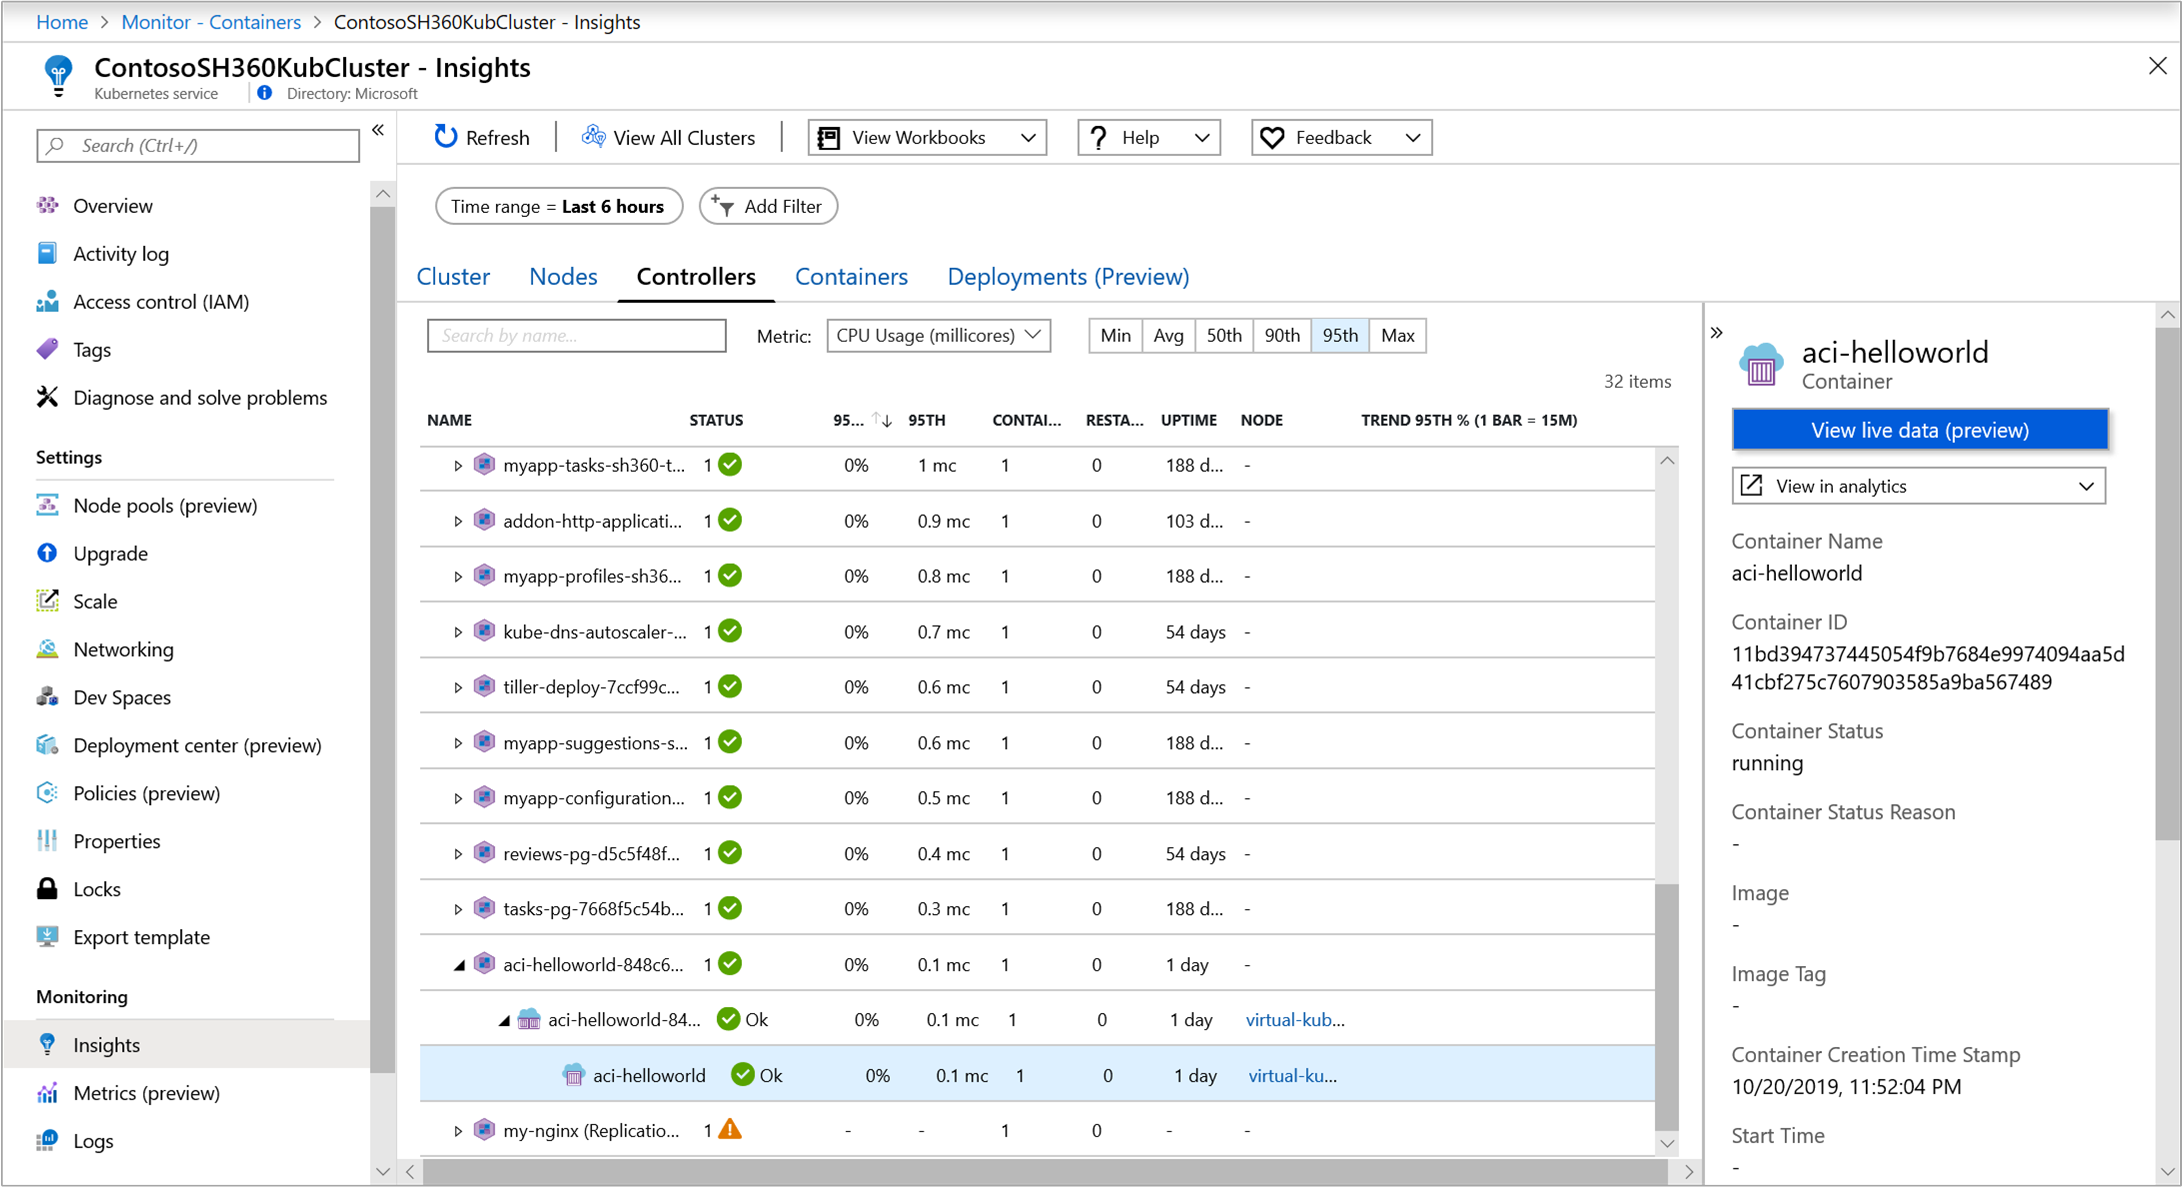 Home > Monitor - Containers > ContosoSH360KubCluster - Insights
ContosoSH360KubCluster - Insights
Kubernetes service | Directory: Microsoft
Search (Ctrl+/)
Overview
Activity log
Access control (IAM)
Tags
Diagnose and solve problems
Settings
Node pools (preview)
Upgrade
Scale
Networking
Dev Spaces
Deployment center (preview)
Policies (preview)
Properties
Locks
Export template
Monitoring
Insights
Metrics (preview)
Logs
Refresh | View All Clusters | View Workbooks Help Feedback
Time range = Last 6 hours Add Filter
Cluster Nodes Controllers Containers Deployments (Preview)
Search by name... Metric: CPU Usage (millicores) Min Avg 50th 90th 95th Max
32 items
NAME STATUS 95... 95TH CONTAI... RESTA... UPTIME NODE TREND 95TH % (1 BAR = 15M)
myapp-tasks-sh360-t... 1 0% 1 mc 1 0 188 d... -
addon-http-applicati... 1 0% 0.9 mc 1 0 103 d... -
myapp-profiles-sh36... 1 0% 0.8 mc 1 0 188 d... -
kube-dns-autoscaler-... 1 0% 0.7 mc 1 0 54 days -
tiller-deploy-7ccf99c... 1 0% 0.6 mc 1 0 54 days -
myapp-suggestions-s... 1 0% 0.6 mc 1 0 188 d... -
myapp-configuration... 1 0% 0.5 mc 1 0 188 d... -
reviews-pg-d5c5f48f... 1 0% 0.4 mc 1 0 54 days -
tasks-pg-7668f5c54b... 1 0% 0.3 mc 1 0 188 d... -
aci-helloworld-848c6... 1 0% 0.1 mc 1 0 1 day -
aci-helloworld-84... Ok 0% 0.1 mc 1 0 1 day virtual-kub...
aci-helloworld Ok 0% 0.1 mc 1 0 1 day virtual-ku...
my-nginx (Replicatio... 1 - - 1 0 - -
aci-helloworld
Container
View live data (preview)
View in analytics
Container Name
aci-helloworld
Container ID
11bd394737445054f9b7684e9974094aa5d
41cbf275c7607903585a9ba567489
Container Status
running
Container Status Reason
-
Image
-
Image Tag
-
Container Creation Time Stamp
10/20/2019, 11:52:04 PM
Start Time
-